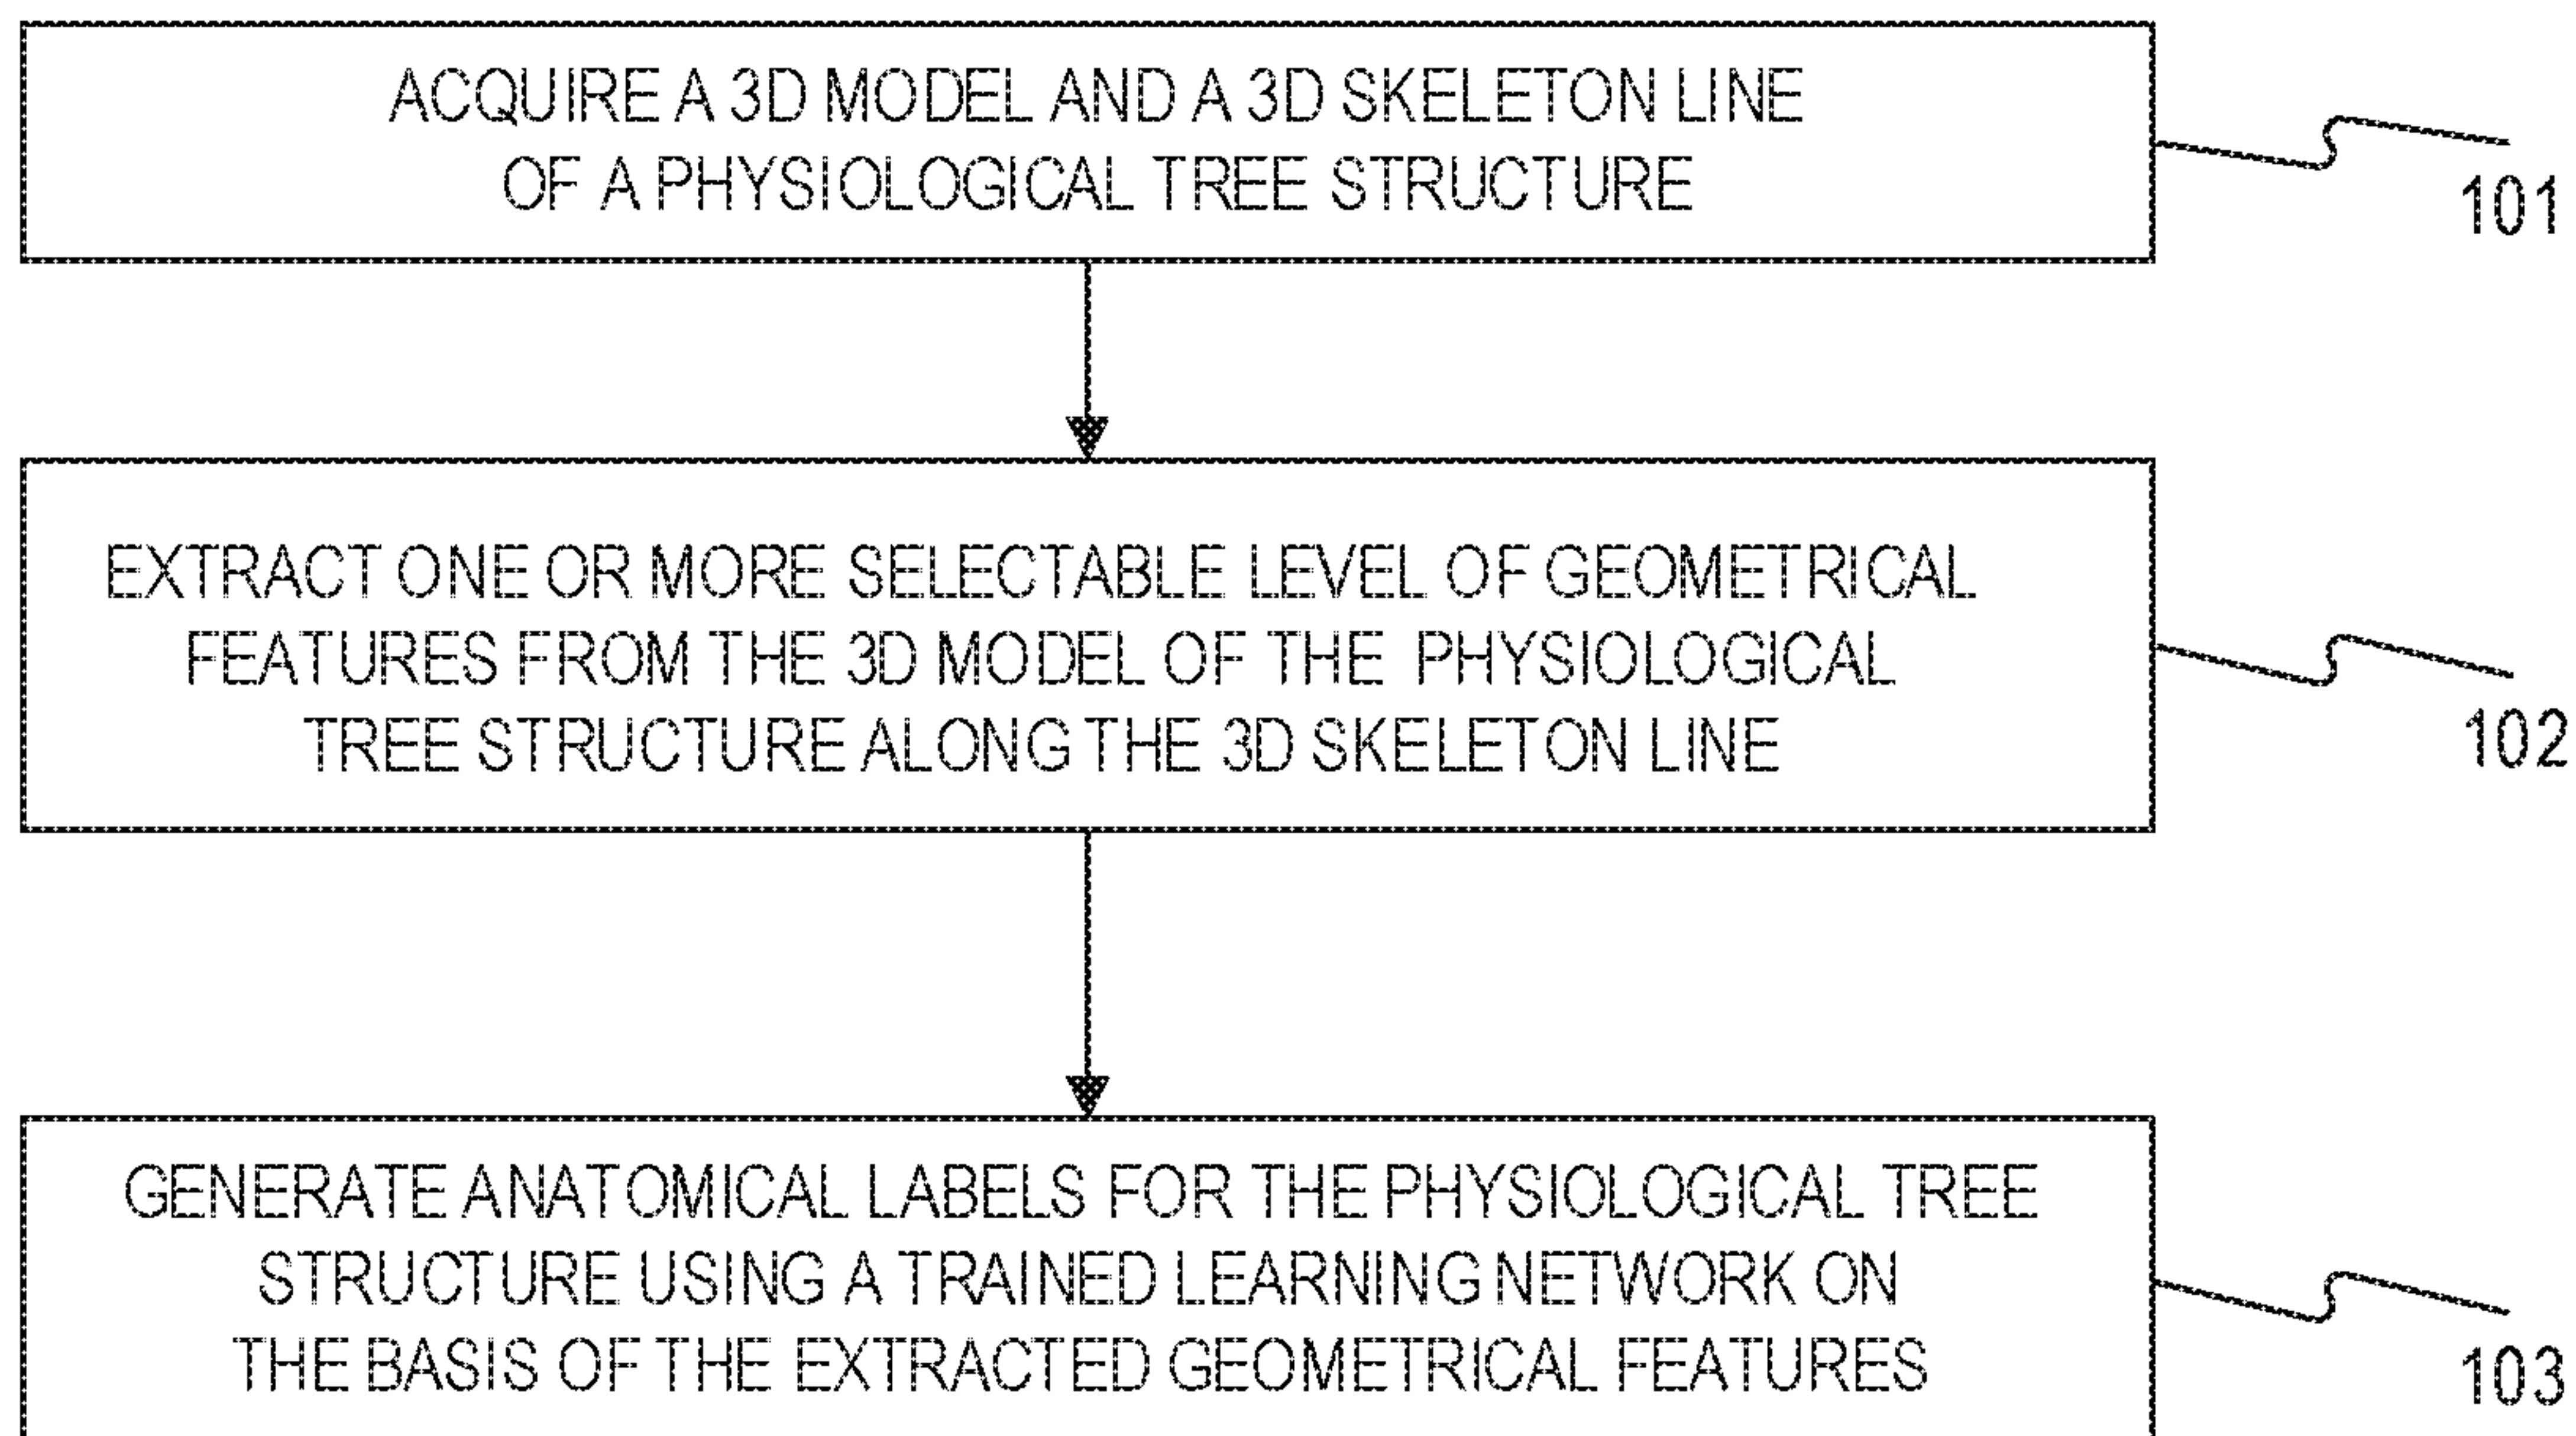 ACQUIRE A 3D MODEL AND A 3D SKELETON LINE
OF A PHYSIOLOGICAL TREE STRUCTURE
101
EXTRACT ONE OR MORE SELECTABLE LEVEL OF GEOMETRICAL
FEATURES FROM THE 3D MODEL OF THE PHYSIOLOGICAL
TREE STRUCTURE ALONG THE 3D SKELETON LINE
102
GENERATE ANATOMICAL LABELS FOR THE PHYSIOLOGICAL TREE
STRUCTURE USING A TRAINED LEARNING NETWORK ON
THE BASIS OF THE EXTRACTED GEOMETRICAL FEATURES
103